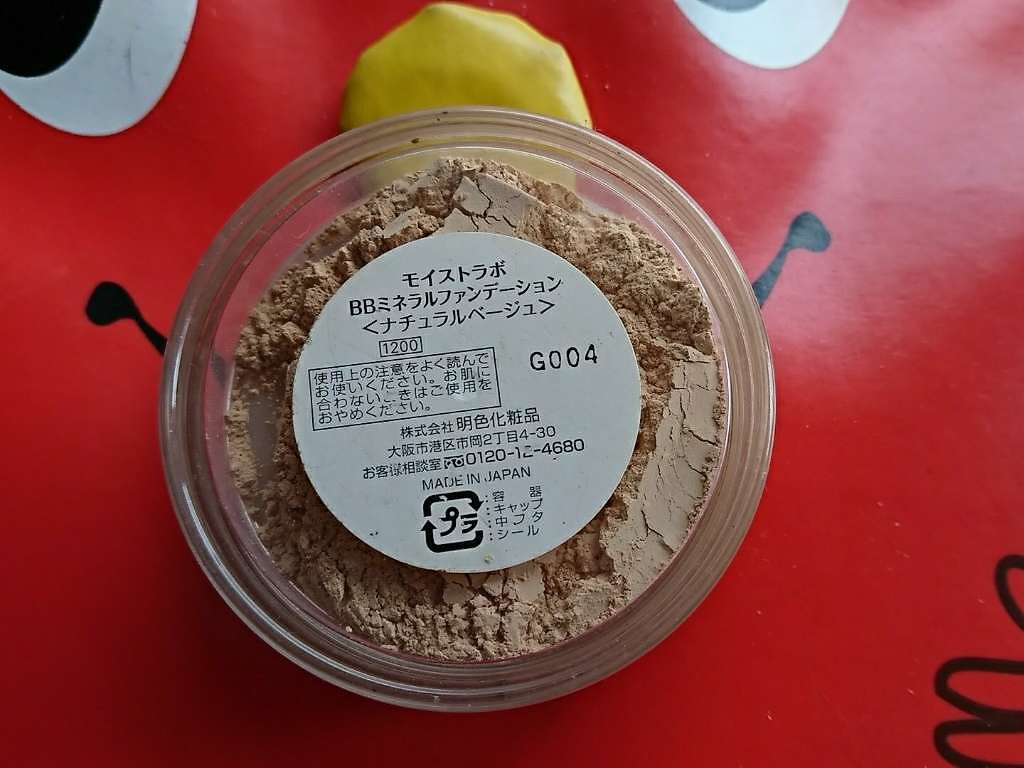 モイストラボ
BBミネラルファンデーション
<ナチュラルベージュ>
1200
G004
使用上の注意をよく読んで
お使いください。お肌に
合わないときはご使用を
おやめください。
株式会社 明色化粧品
大阪市港区市岡2丁目4-30
お客様相談室 0120-12-4680
MADE IN JAPAN
プラ
:容 器
:キャップ
:中フタ
:シール